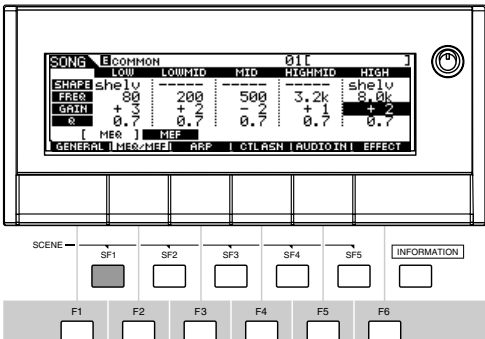 SONG E COMMON 01[ ]
LOW LOWMID MID HIGHMID HIGH
SHAPE shelv ----- ----- ----- shelv
FREQ 80 200 500 3.2k 8.0k
GAIN + 3 + 2 - 2 + 1 + 2
Q 0.7 0.7 0.7 0.7 0.7
[ MEQ ] MEF
GENERAL MEQ/MEF ARP CTLASN AUDIOIN EFFECT
SCENE SF1 SF2 SF3 SF4 SF5 INFORMATION
F1 F2 F3 F4 F5 F6